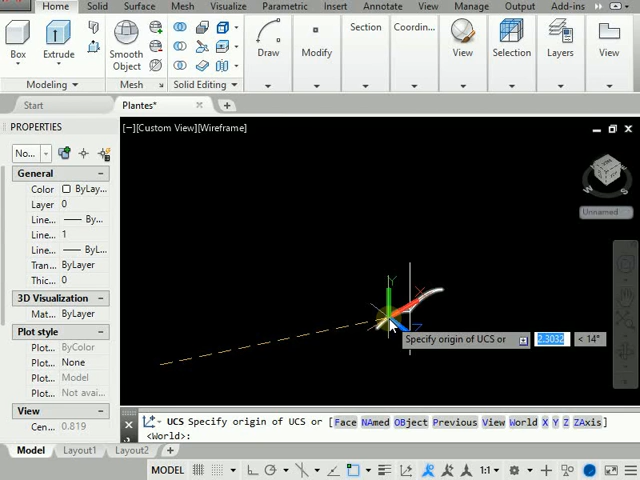 Home Solid Surface Mesh Visualize Parametric Insert Annotate View Manage Output Add-ins
Box Extrude Smooth Object Draw Modify Section Coordin... View Selection Layers View
Modeling Mesh Solid Editing
Start Plantes*
PROPERTIES [−][Custom View][Wireframe]
No...
General
Color ByLay...
Layer 0
Line... By...
Line... 1
Line... ByL...
Tran... ByLayer
Thic... 0
3D Visualization
Mat... ByLayer
Plot style
Plot... ByColor
Plot... None
Plot... Model
Plot... Not avai...
View
Cen... 0.819
W S
Unnamed
Y
X
Z
Specify origin of UCS or 2.3032 < 14°
UCS Specify origin of UCS or [Face NAmed OBject Previous View World X Y Z ZAxis]
<World>:
Model Layout1 Layout2
MODEL 1:1